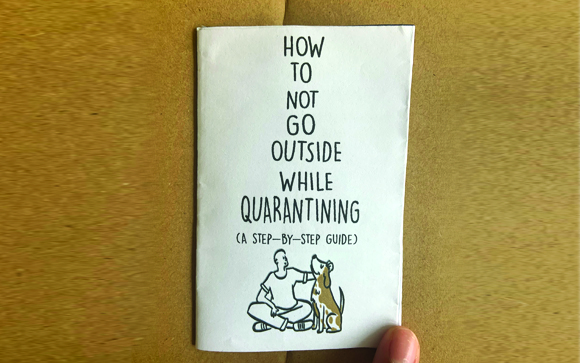 HOW
TO
NOT
GO
OUTSIDE
WHILE
QUARANTINING
(A STEP-BY-STEP GUIDE)